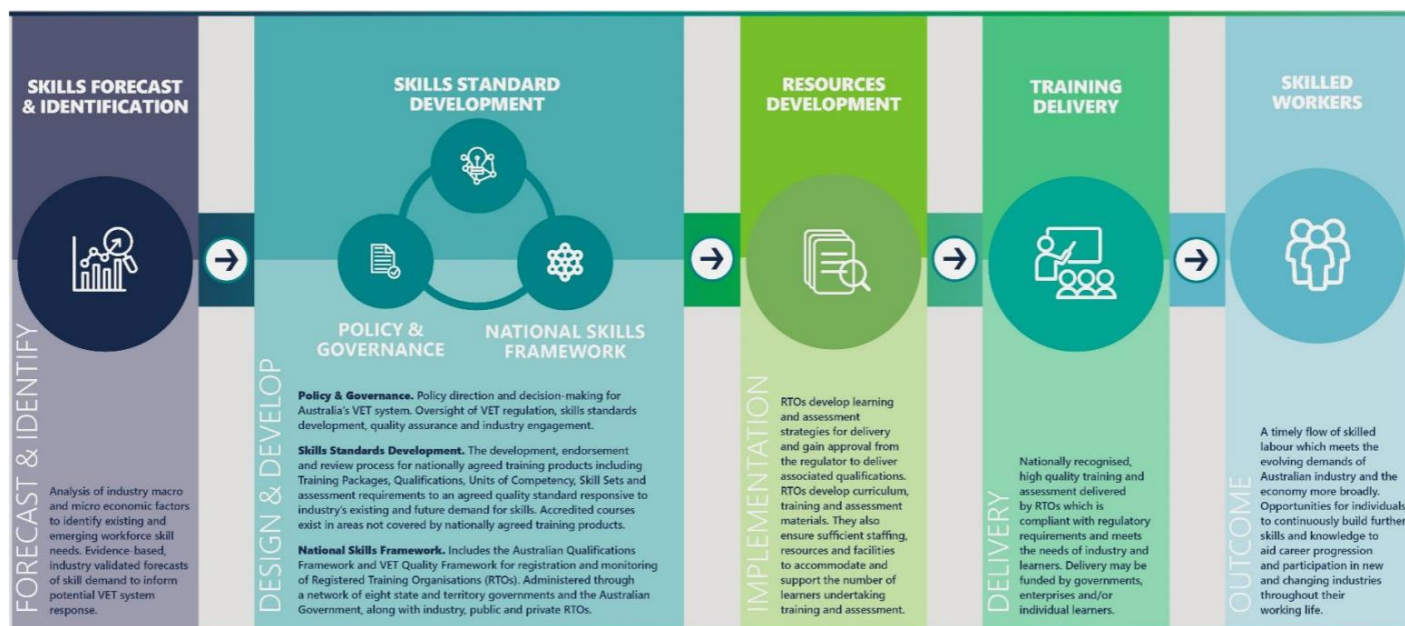 SKILLS FORECAST
& IDENTIFICATION
FORECAST & IDENTIFY
Analysis of industry macro
and micro economic factors
to identify existing and
emerging workforce skill
needs. Evidence-based,
industry validated forecasts
of skill demand to inform
potential VET system
response.
SKILLS STANDARD
DEVELOPMENT
POLICY &
GOVERNANCE
NATIONAL SKILLS
FRAMEWORK
DESIGN & DEVELOP
Policy & Governance. Policy direction and decision-making for
Australia's VET system. Oversight of VET regulation, skills standards
development, quality assurance and industry engagement.
Skills Standards Development. The development, endorsement
and review process for nationally agreed training products including
Training Packages, Qualifications, Units of Competency, Skill Sets and
assessment requirements to an agreed quality standard responsive to
industry's existing and future demand for skills. Accredited courses
exist in areas not covered by nationally agreed training products.
National Skills Framework. Includes the Australian Qualifications
Framework and VET Quality Framework for registration and monitoring
of Registered Training Organisations (RTOs). Administered through
a network of eight state and territory governments and the Australian
Government, along with industry, public and private RTOs.
RESOURCES
DEVELOPMENT
IMPLEMENTATION
RTOs develop learning
and assessment
strategies for delivery
and gain approval from
the regulator to deliver
associated qualifications.
RTOs develop curriculum,
training and assessment
materials. They also
ensure sufficient staffing,
resources and facilities
to accommodate and
support the number of
learners undertaking
training and assessment.
TRAINING
DELIVERY
DELIVERY
Nationally recognised,
high quality training and
assessment delivered
by RTOs which is
compliant with regulatory
requirements and meets
the needs of industry and
learners. Delivery may be
funded by governments,
enterprises and/or
individual learners.
SKILLED
WORKERS
OUTCOME
A timely flow of skilled
labour which meets the
evolving demands of
Australian industry and the
economy more broadly.
Opportunities for individuals
to continuously build further
skills and knowledge to
aid career progression
and participation in new
and changing industries
throughout their
working life.